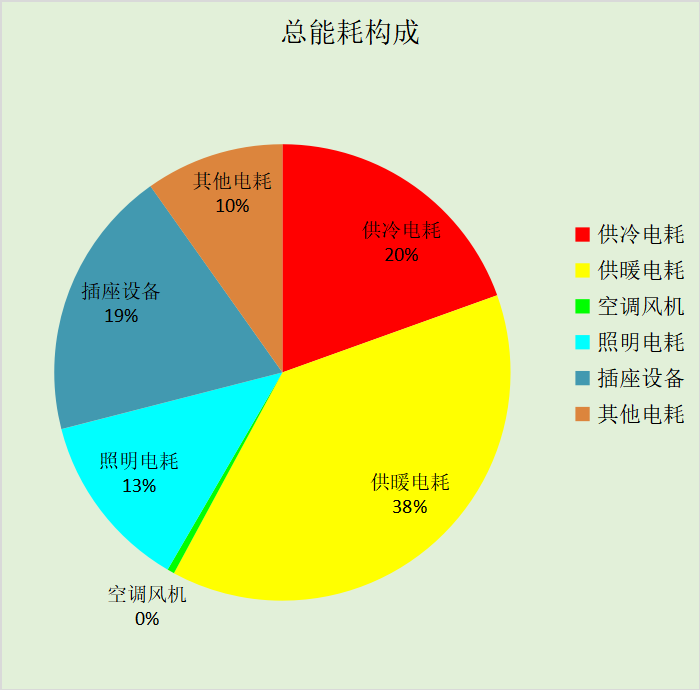 总能耗构成
其他电耗
10%
供冷电耗
20%
插座设备
19%
照明电耗
13%
供暖电耗
38%
空调风机
0%
供冷电耗
供暖电耗
空调风机
照明电耗
插座设备
其他电耗